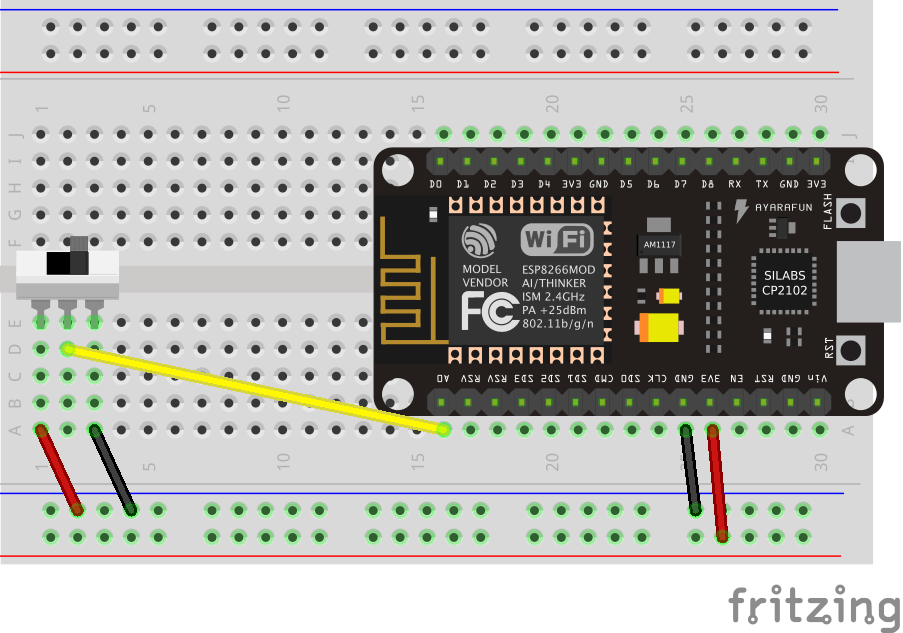 1 5 10 15 20 25 30
J J
I
H
G
F
D0 D1 D2 D3 D4 3V3 GND D5 D6 D7 D8 RX TX GND 3V3
AYARAFUN
FLASH
WiFi
AM1117
MODEL
VENDOR
ESP8266MOD
AI/THINKER
ISM 2.4GHz
PA +25dBm
802.11b/g/n
FC
SILABS
CP2102
RST
A0 RSV RSV SD3 SD2 SD1 CMD SD0 CLK GND 3V3 EN RST GND Vin
E
D
C
B
A A
1 5 10 15 20 25 30
fritzing